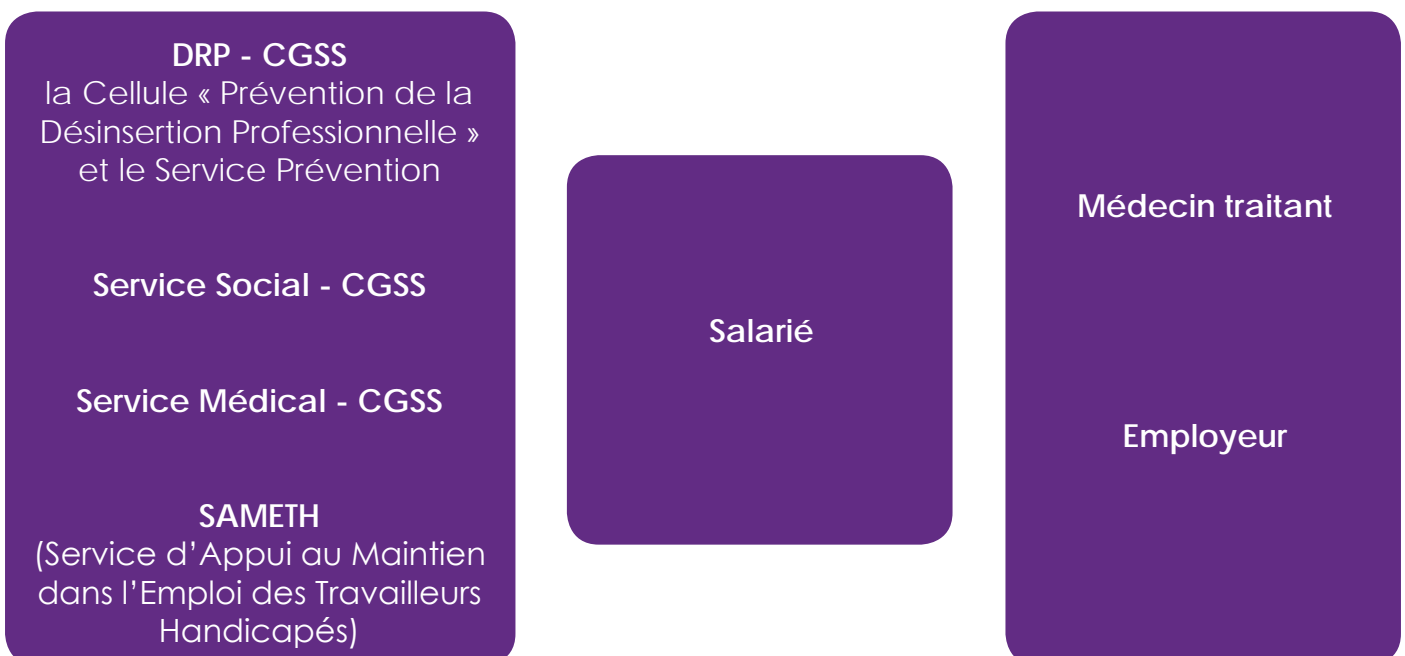 DRP - CGSS
la Cellule « Prévention de la
Désinsertion Professionnelle »
et le Service Prévention
Service Social - CGSS
Service Médical - CGSS
SAMETH
(Service d’Appui au Maintien
dans l’Emploi des Travailleurs
Handicapés)
Salarié
Médecin traitant
Employeur